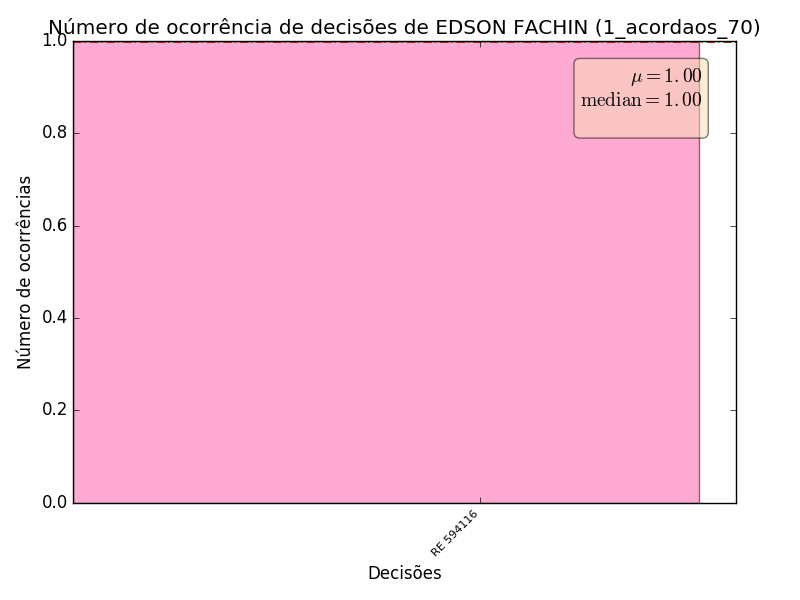 Número de ocorrência de decisões de EDSON FACHIN (1_acordaos_70)
1.0
0.8
0.6
0.4
0.2
0.0
Número de ocorrências
μ = 1.00
median = 1.00
RE 594116
Decisões